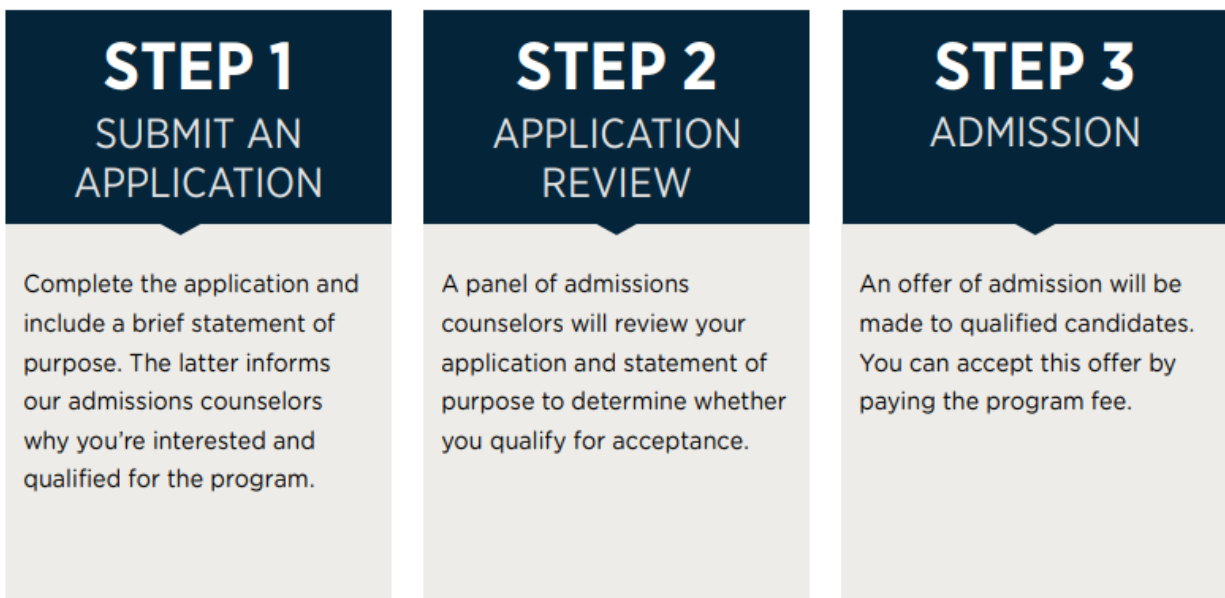 STEP 1
SUBMIT AN
APPLICATION
Complete the application and
include a brief statement of
purpose. The latter informs
our admissions counselors
why you’re interested and
qualified for the program.
STEP 2
APPLICATION
REVIEW
A panel of admissions
counselors will review your
application and statement of
purpose to determine whether
you qualify for acceptance.
STEP 3
ADMISSION
An offer of admission will be
made to qualified candidates.
You can accept this offer by
paying the program fee.